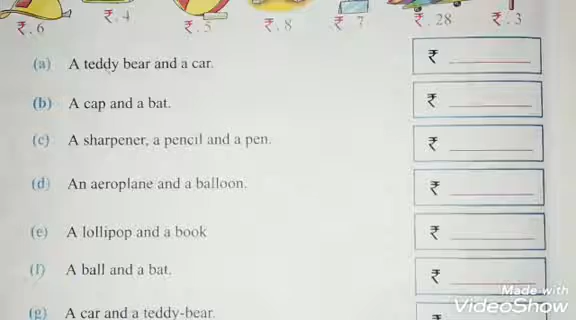 ₹. 6 ₹. 4 ₹. 5 ₹. 8 ₹ 7 ₹. 28 ₹. 3
(a) A teddy bear and a car. ₹
(b) A cap and a bat. ₹
(c) A sharpener, a pencil and a pen. ₹
(d) An aeroplane and a balloon. ₹
(e) A lollipop and a book ₹
(f) A ball and a bat. ₹
(g) A car and a teddy-bear.
Made with
VideoShow